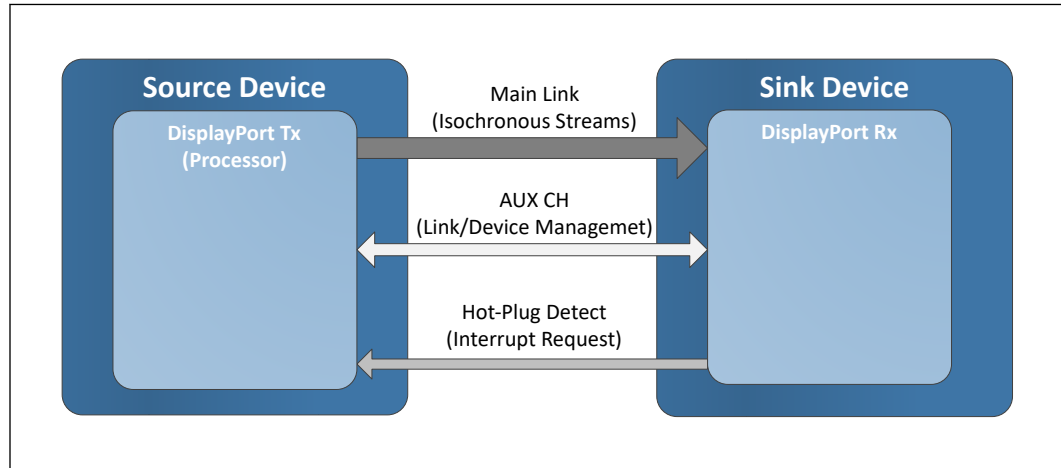 Source Device
DisplayPort Tx
(Processor)
Main Link
(Isochronous Streams)
AUX CH
(Link/Device Managemet)
Hot-Plug Detect
(Interrupt Request)
Sink Device
DisplayPort Rx